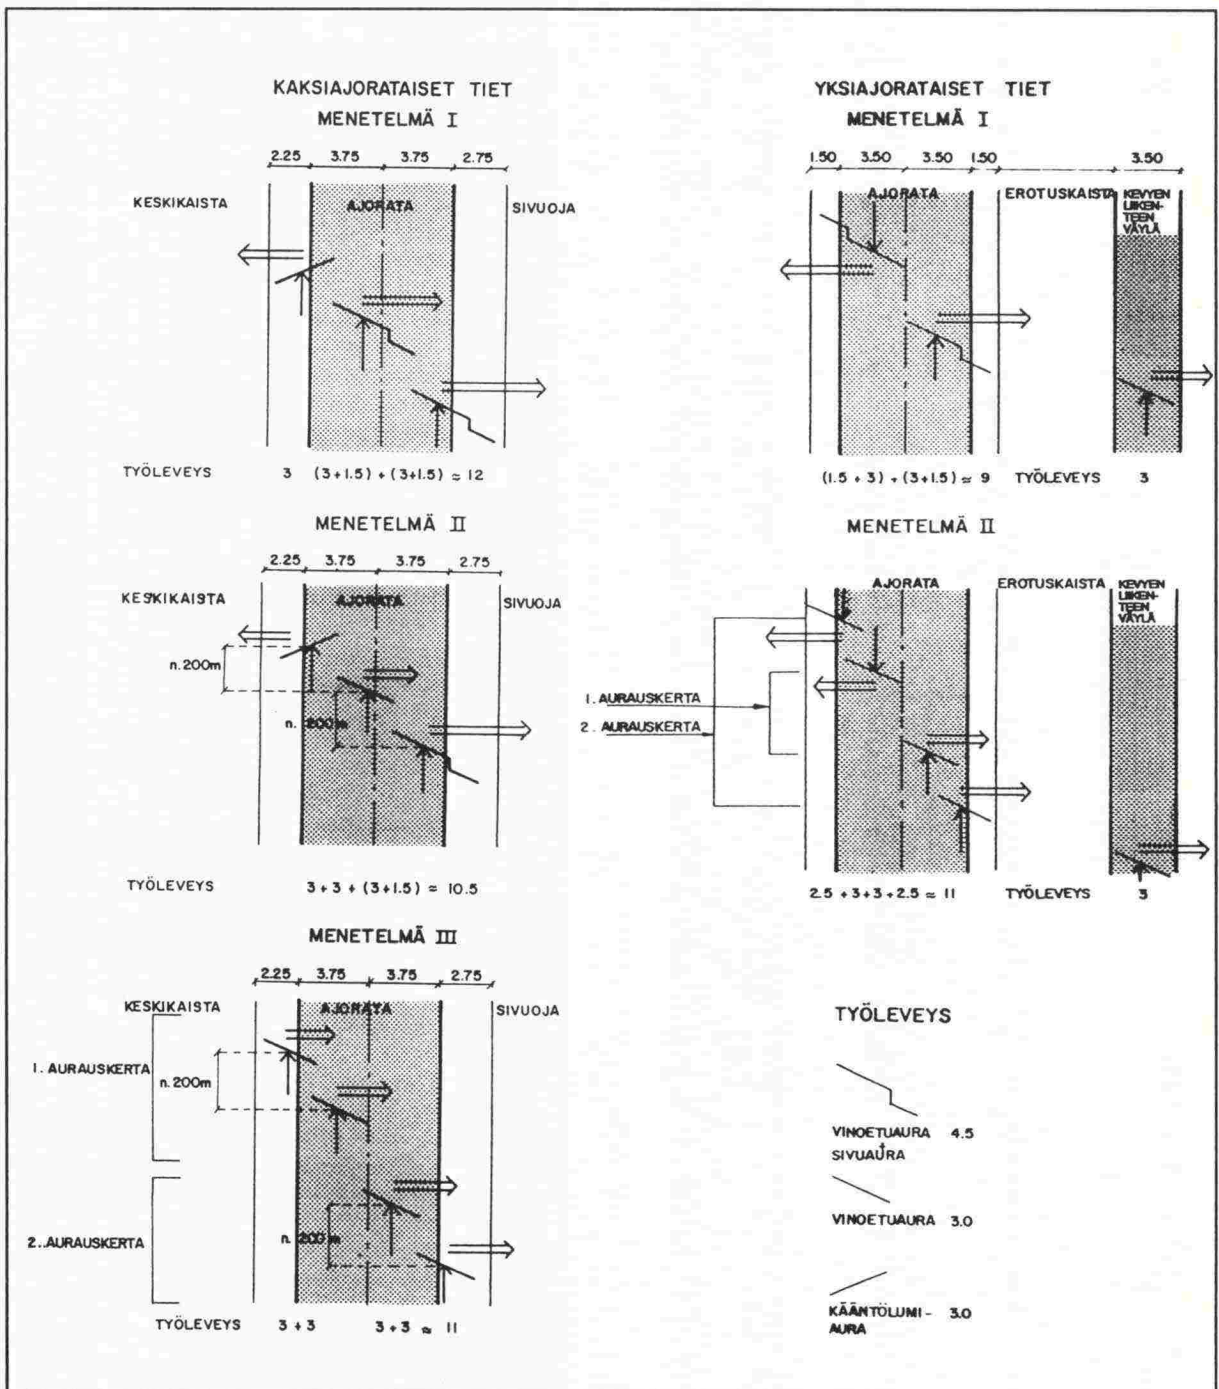 KAKSIAJORATAISET TIET
MENETELMÄ I
2.25 3.75 3.75 2.75
KESKIKAISTA AJORATA SIVUOJA
TYÖLEVEYS 3 (3+1.5) + (3+1.5) ≈ 12
MENETELMÄ II
2.25 3.75 3.75 2.75
KESKIKAISTA AJORATA SIVUOJA
n. 200m
n. 200m
TYÖLEVEYS 3 + 3 + (3+1.5) ≈ 10.5
MENETELMÄ III
2.25 3.75 3.75 2.75
KESKIKAISTA AJORATA SIVUOJA
1. AURAUSKERTA n. 200m
2. AURAUSKERTA n. 200m
TYÖLEVEYS 3 + 3 3 + 3 ≈ 11
YKSIAJORATAISET TIET
MENETELMÄ I
1.50 3.50 3.50 1.50 3.50
AJORATA EROTUSKAISTA KEVYEN
LIIKEN-
TEEN
VÄYLÄ
(1.5 + 3) + (3+1.5) ≈ 9 TYÖLEVEYS 3
MENETELMÄ II
AJORATA EROTUSKAISTA KEVYEN
LIIKEN-
TEEN
VÄYLÄ
1. AURAUSKERTA
2. AURAUSKERTA
2.5 + 3 + 3 + 2.5 ≈ 11 TYÖLEVEYS 3
TYÖLEVEYS
VINOETUAURA 4.5
+
SIVUAURA
VINOETUAURA 3.0
KÄÄNTÖLUMI- 3.0
AURA